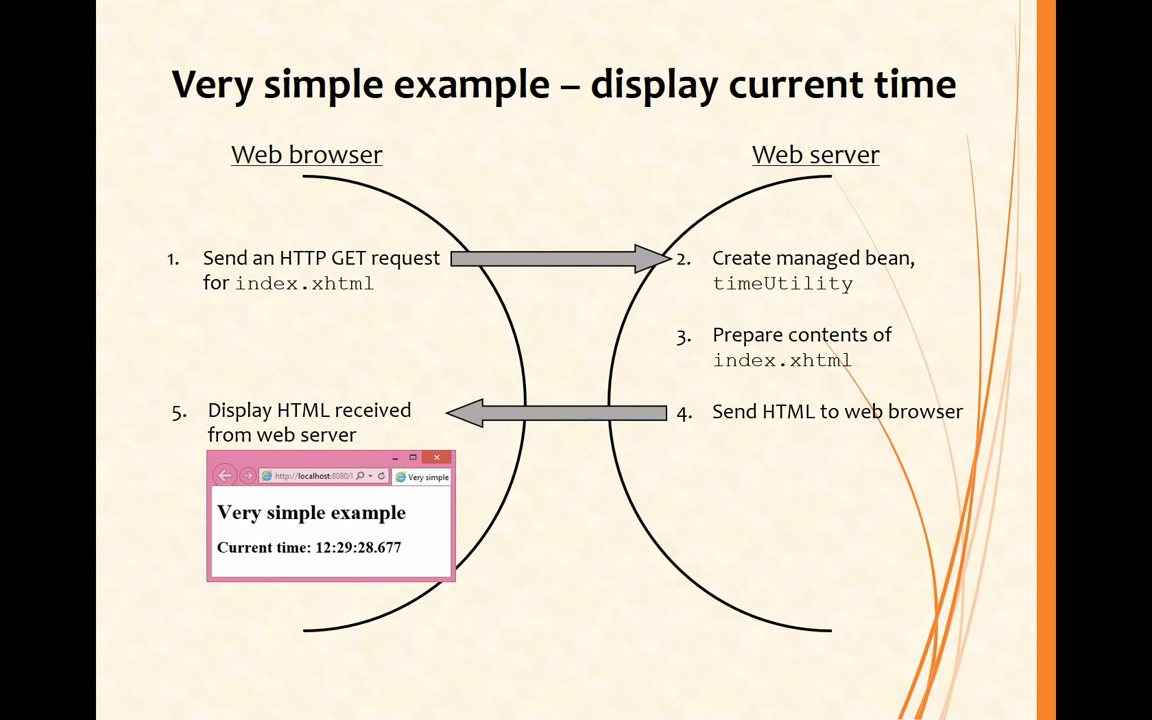 Very simple example – display current time
Web browser
Web server
1. Send an HTTP GET request
for index.xhtml
2. Create managed bean,
timeUtility
3. Prepare contents of
index.xhtml
4. Send HTML to web browser
5. Display HTML received
from web server
http://localhost:8080/
Very simple
Very simple example
Current time: 12:29:28.677